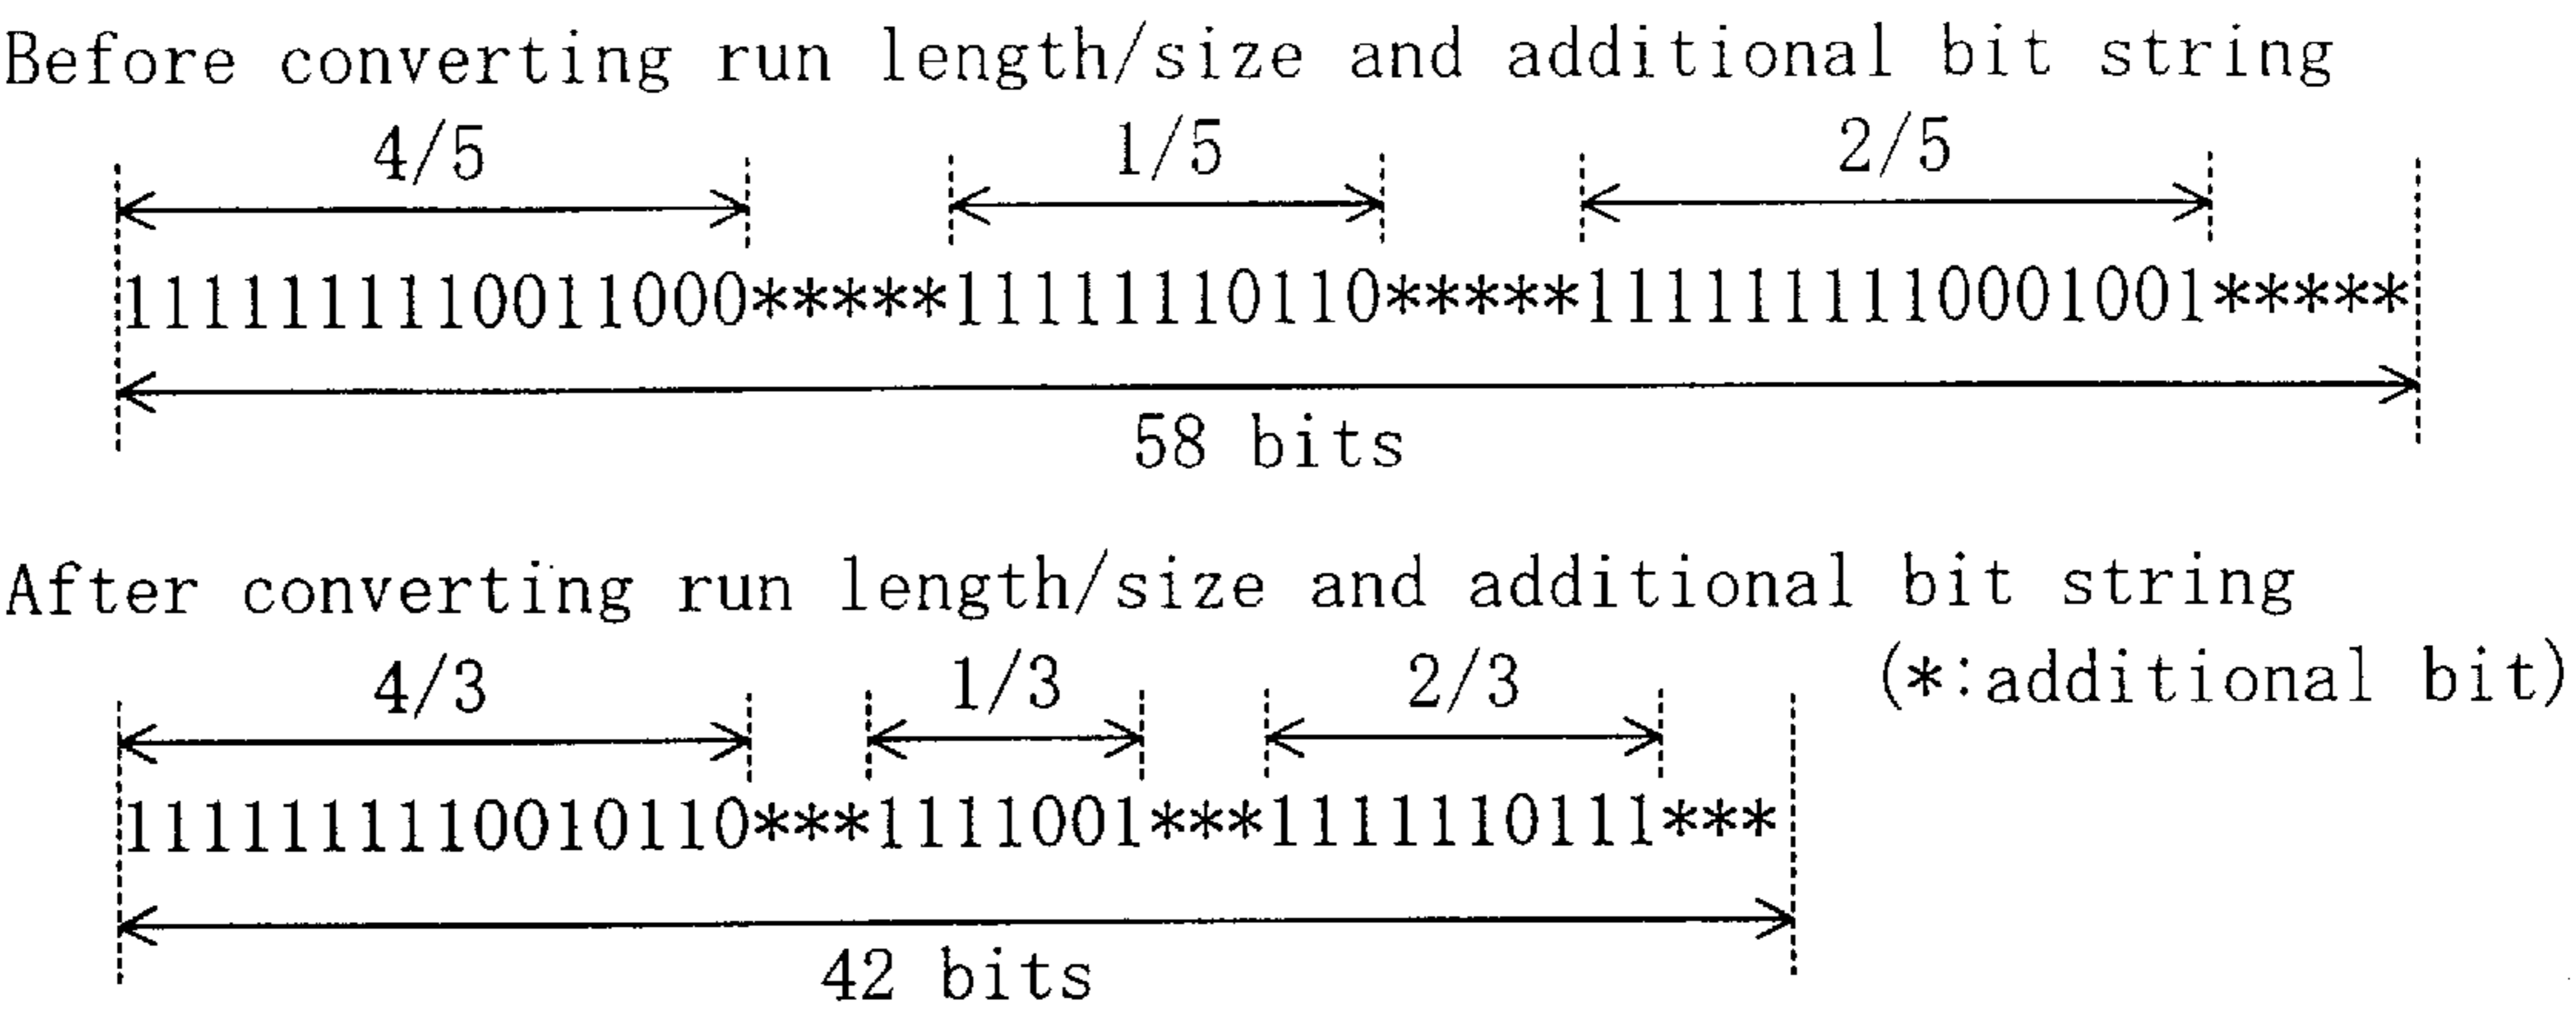 Before converting run length/size and additional bit string
4/5 1/5 2/5
1111111110011000*****11111110110*****1111111110001001*****
58 bits
After converting run length/size and additional bit string
(*:additional bit)
4/3 1/3 2/3
1111111110010110***1111001***1111110111***
42 bits